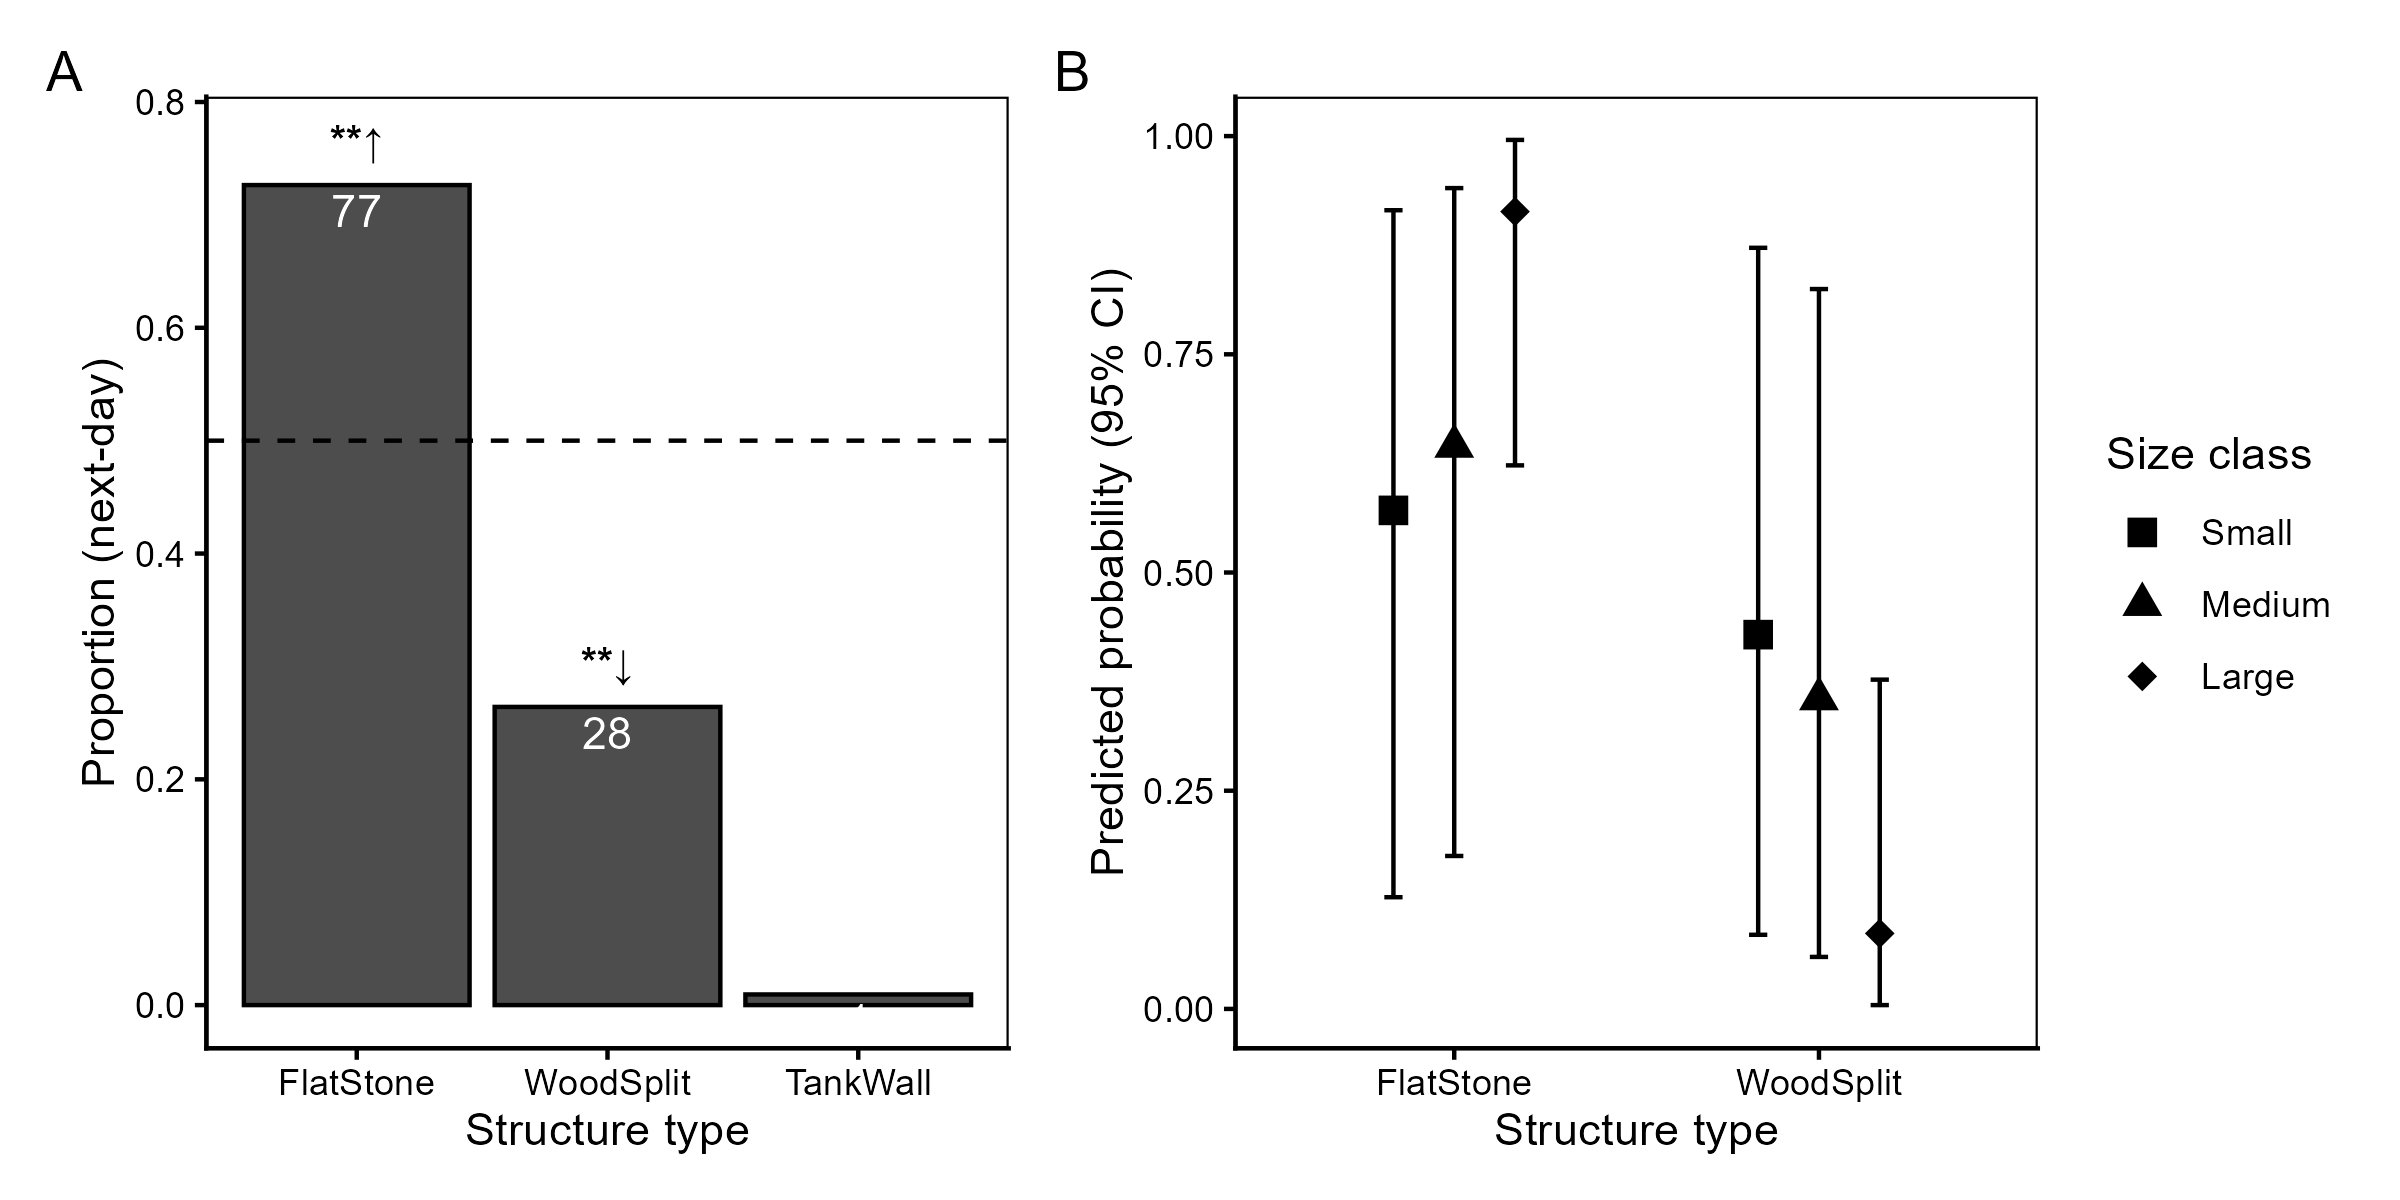 A
Proportion (next-day)
0.8
0.6
0.4
0.2
0.0
**↑
77
**↓
28
FlatStone
WoodSplit
TankWall
Structure type
B
Predicted probability (95% CI)
1.00
0.75
0.50
0.25
0.00
FlatStone
WoodSplit
Structure type
Size class
Small
Medium
Large